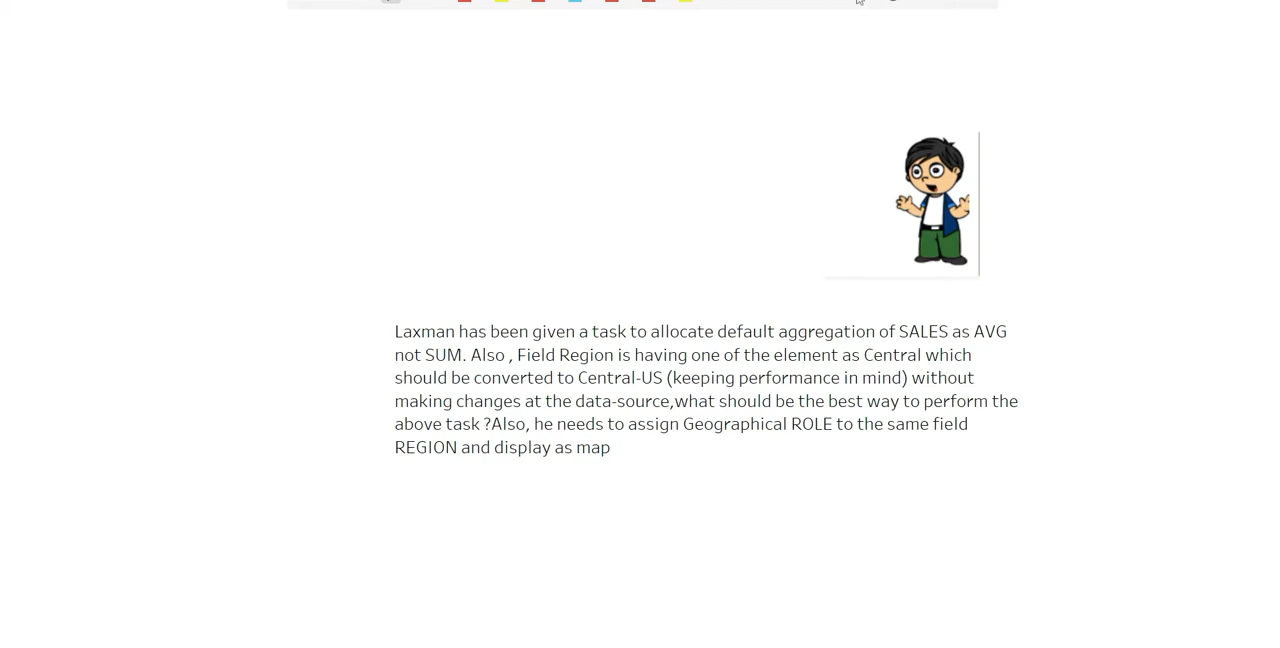 Laxman has been given a task to allocate default aggregation of SALES as AVG
not SUM. Also , Field Region is having one of the element as Central which
should be converted to Central-US (keeping performance in mind) without
making changes at the data-source,what should be the best way to perform the
above task ?Also, he needs to assign Geographical ROLE to the same field
REGION and display as map